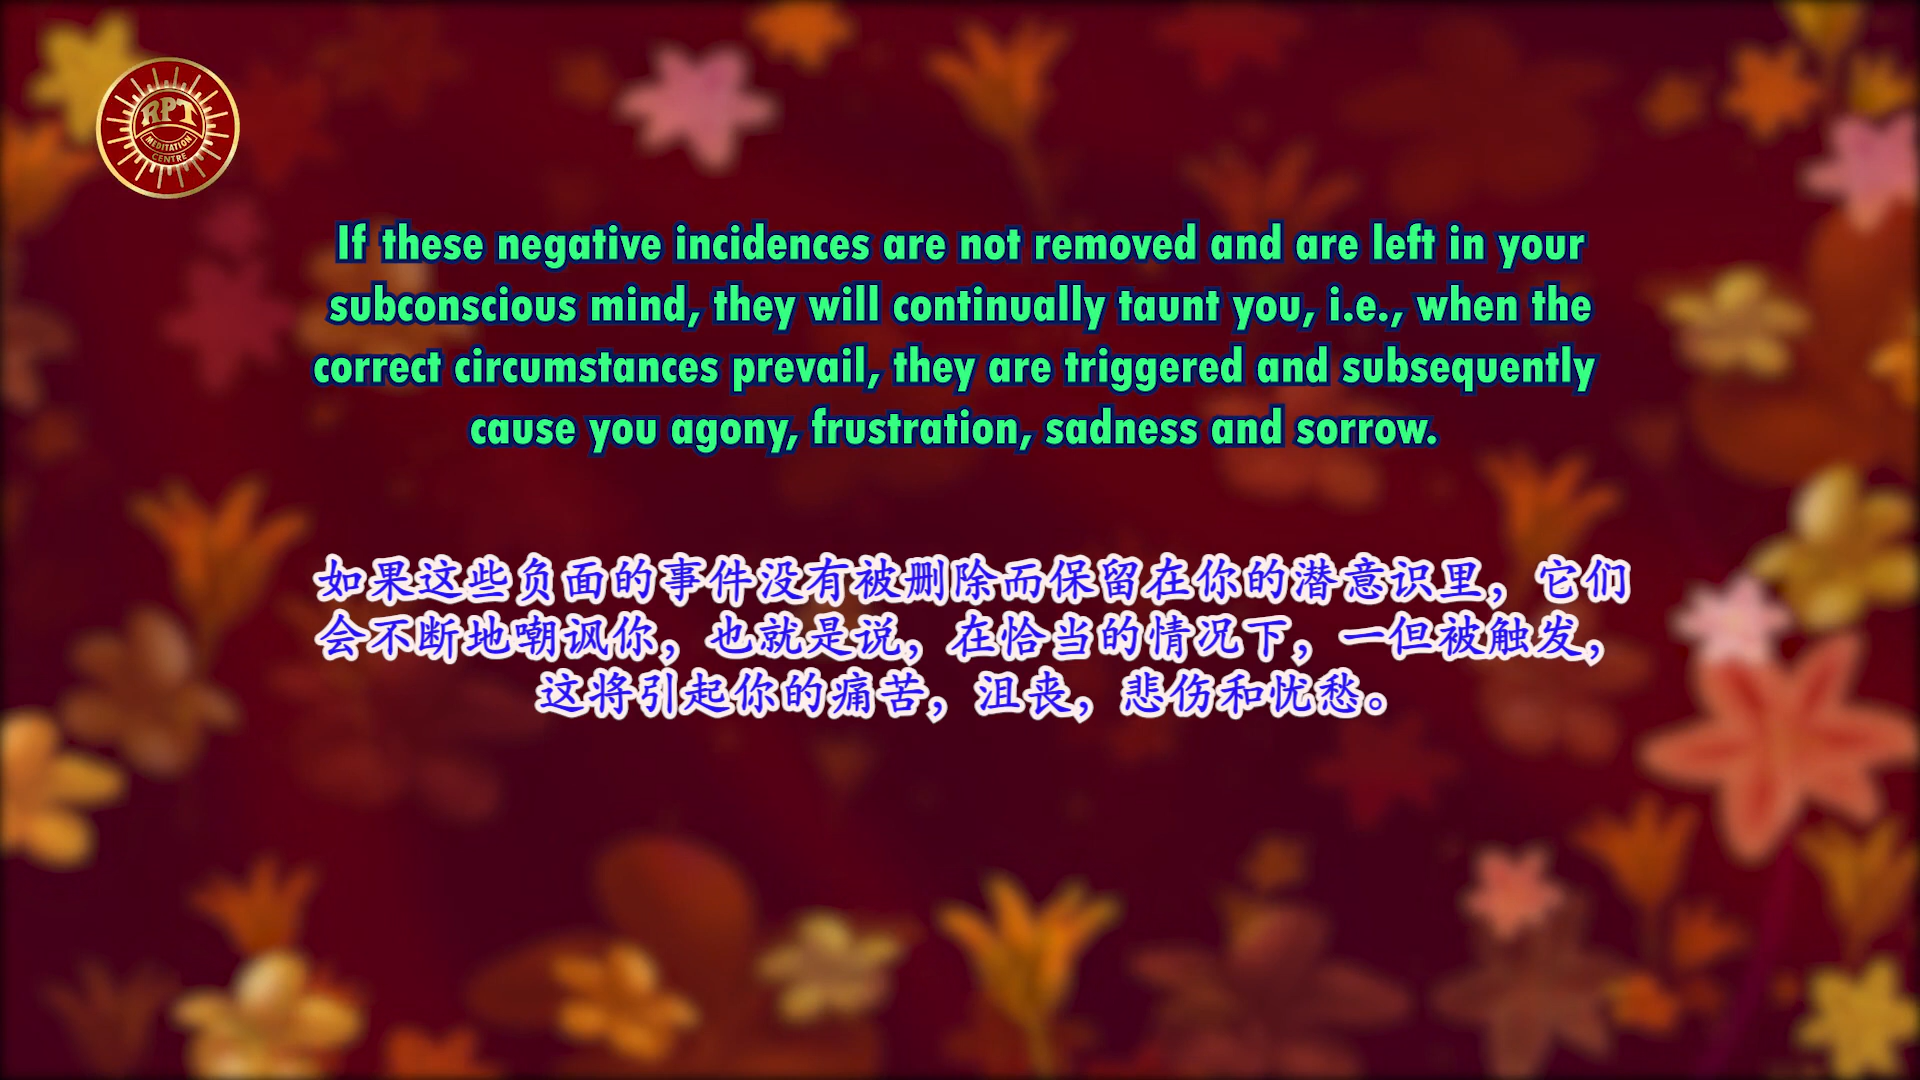 RPT
MEDITATION
CENTRE
If these negative incidences are not removed and are left in your
subconscious mind, they will continually taunt you, i.e., when the
correct circumstances prevail, they are triggered and subsequently
cause you agony, frustration, sadness and sorrow.
如果这些负面的事件没有被删除而保留在你的潜意识里，它们
会不断地嘲讽你，也就是说，在恰当的情况下，一但被触发，
这将引起你的痛苦，沮丧，悲伤和忧愁。